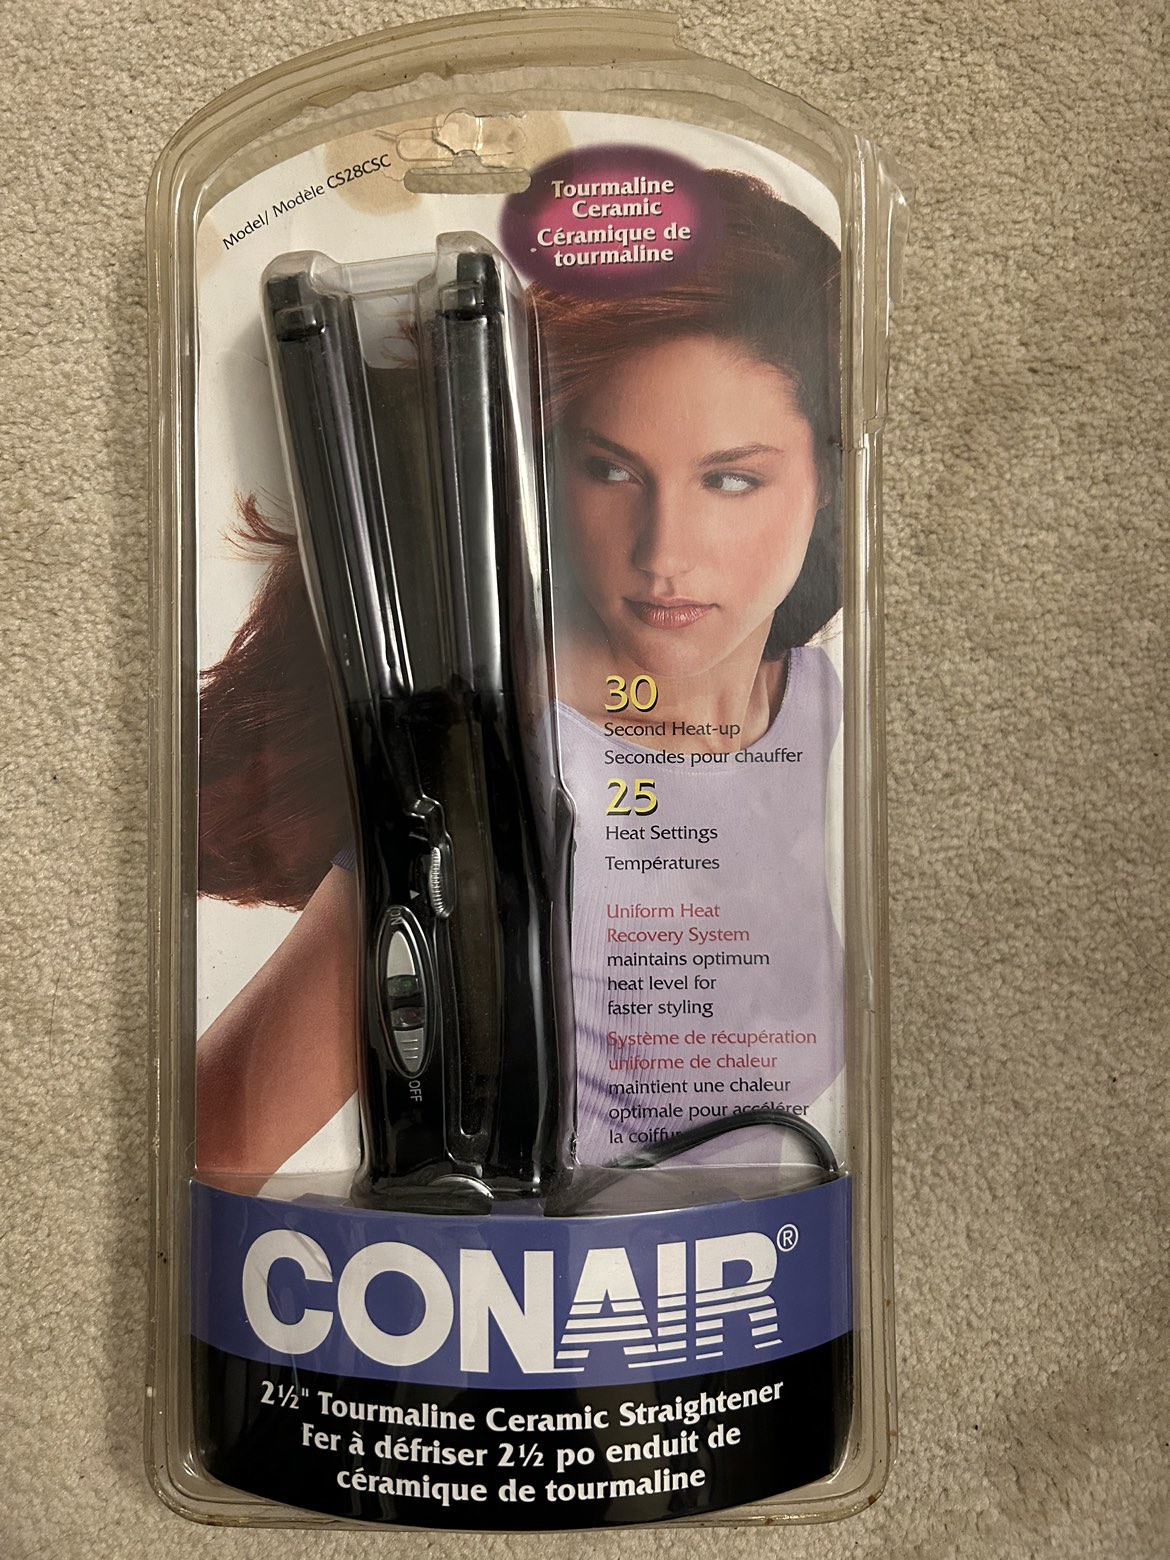 Model/ Modèle CS28CSC
Tourmaline
Ceramic
Céramique de
tourmaline
30
Second Heat-up
Secondes pour chauffer
25
Heat Settings
Températures
Uniform Heat
Recovery System
maintains optimum
heat level for
faster styling
Système de récupération
uniforme de chaleur
maintient une chaleur
optimale pour accélérer
la
ON
OFF
CONAIR®
2½" Tourmaline Ceramic Straightener
Fer à défriser 2½ po enduit de
céramique de tourmaline